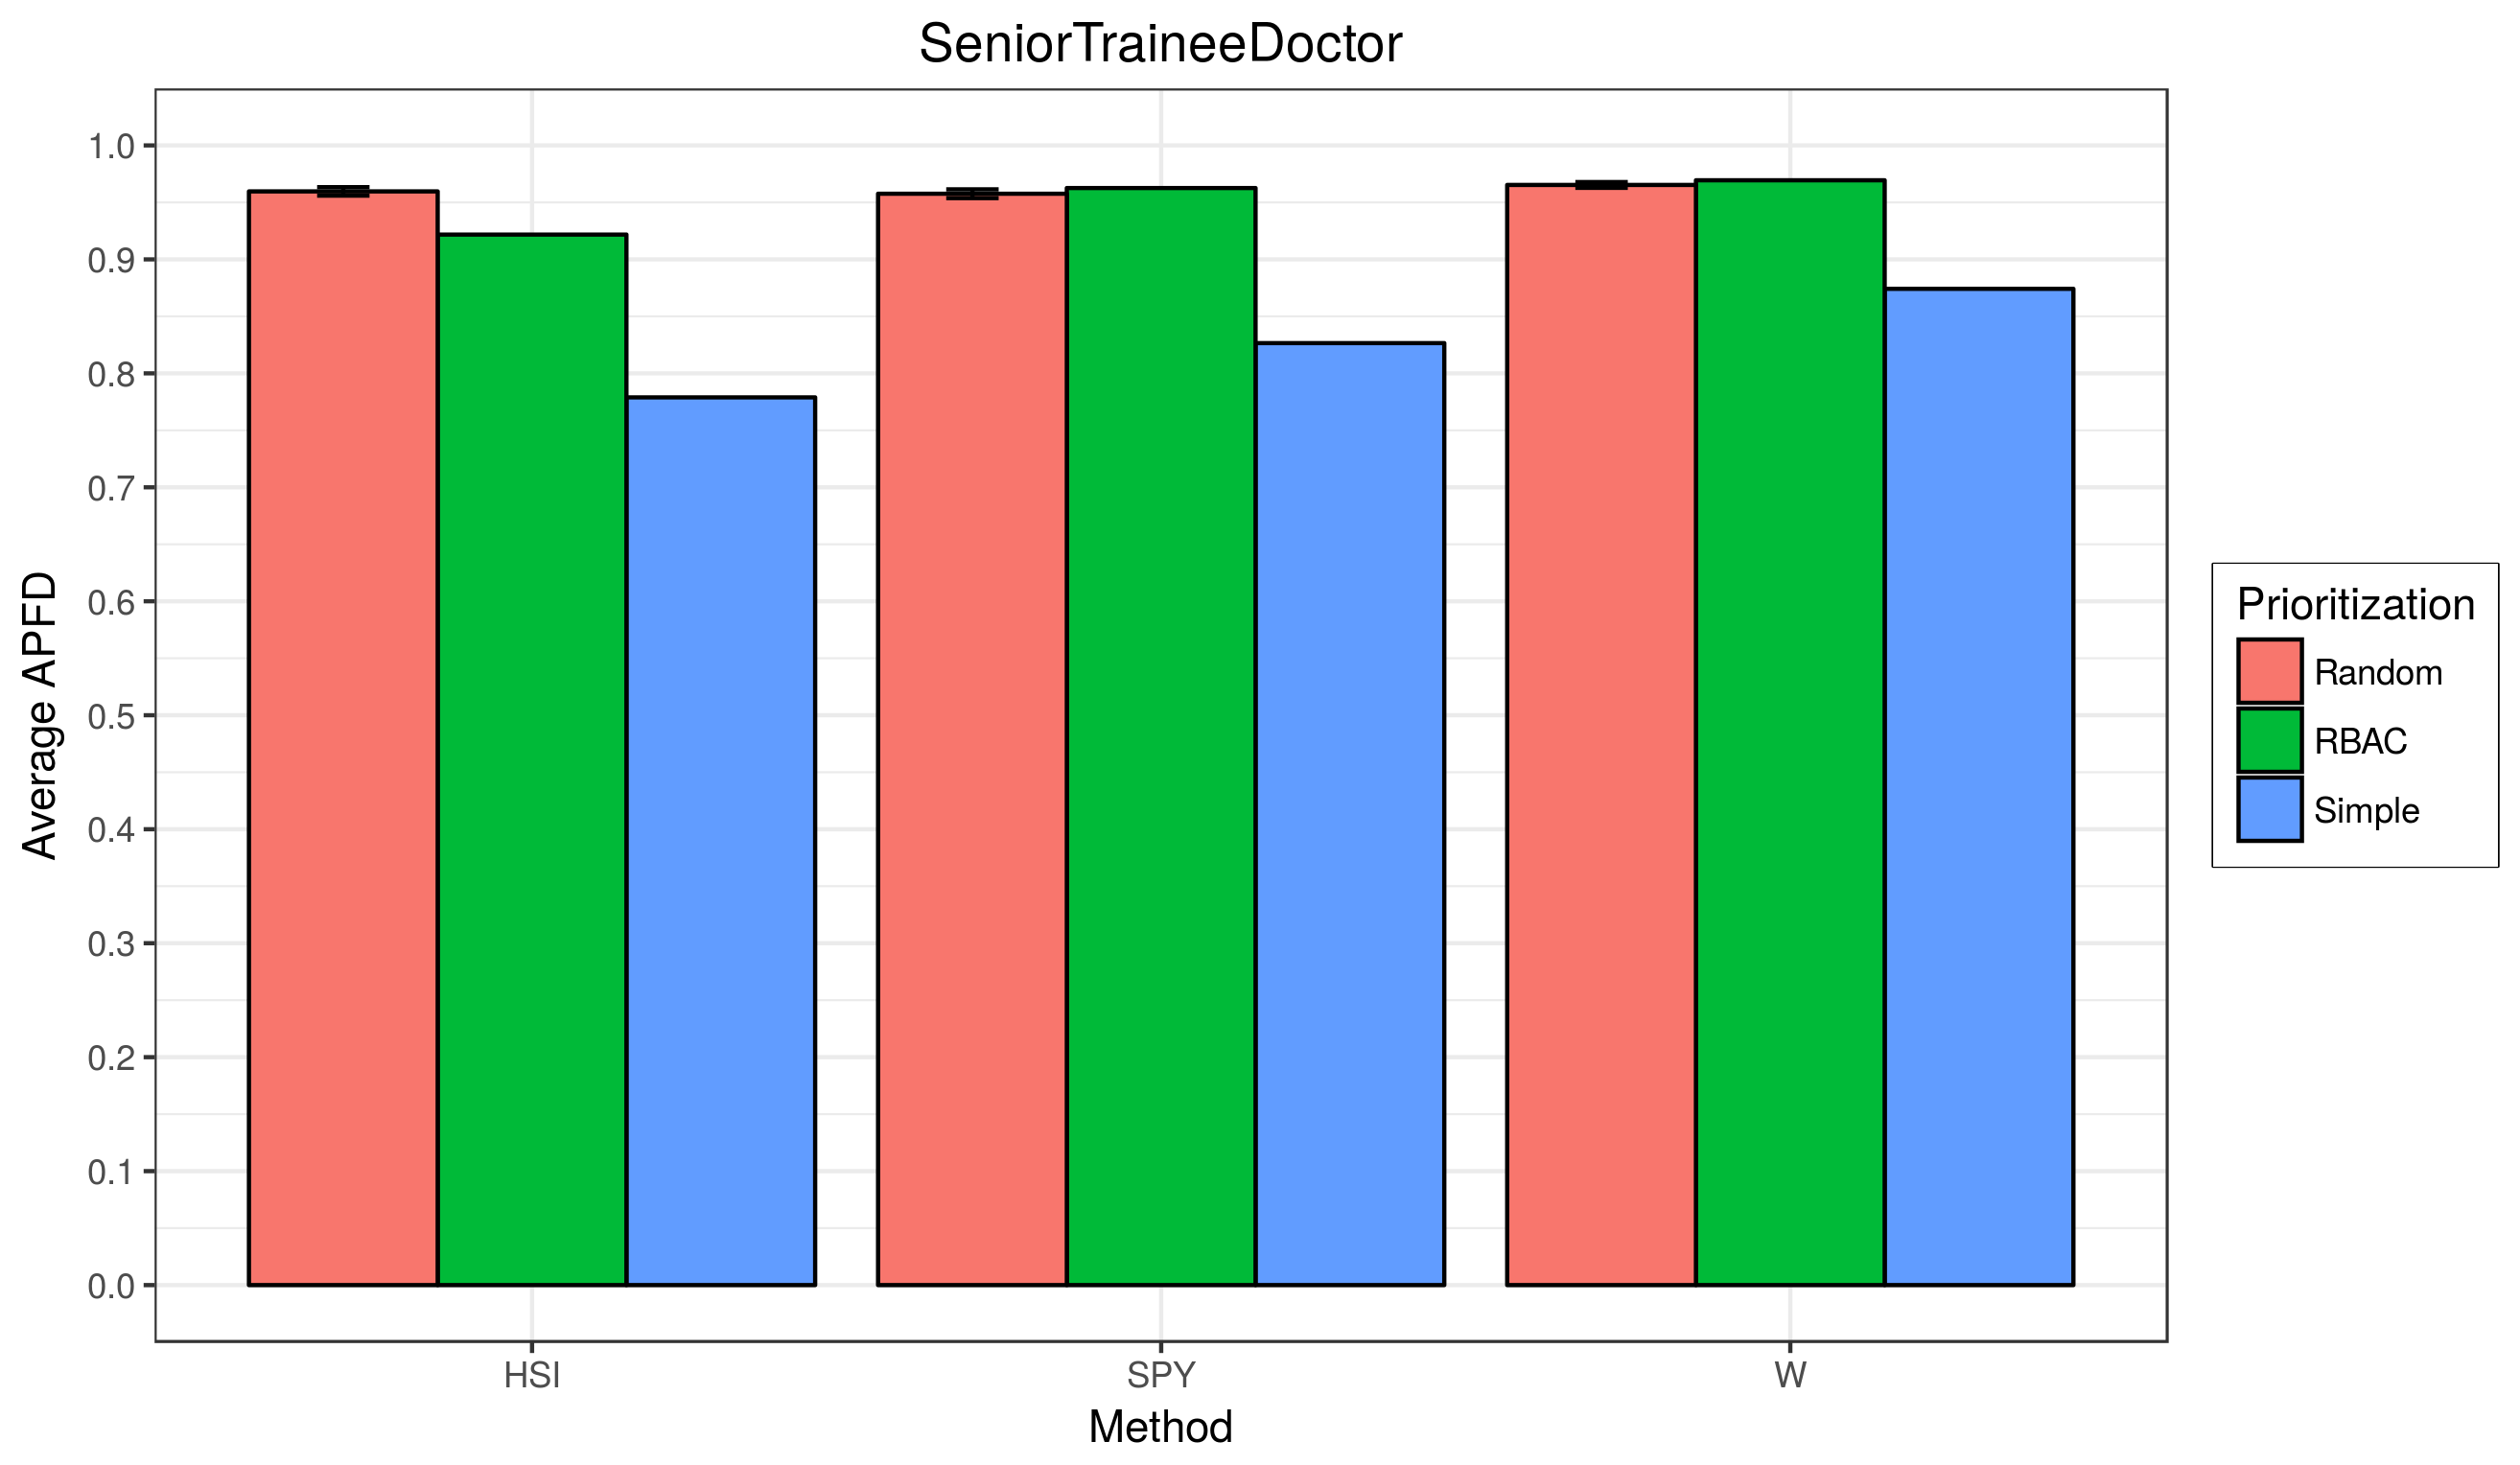 SeniorTraineeDoctor
1.0
0.9
0.8
0.7
0.6
0.5
0.4
0.3
0.2
0.1
0.0
Average APFD
HSI
SPY
W
Method
Prioritization
Random
RBAC
Simple